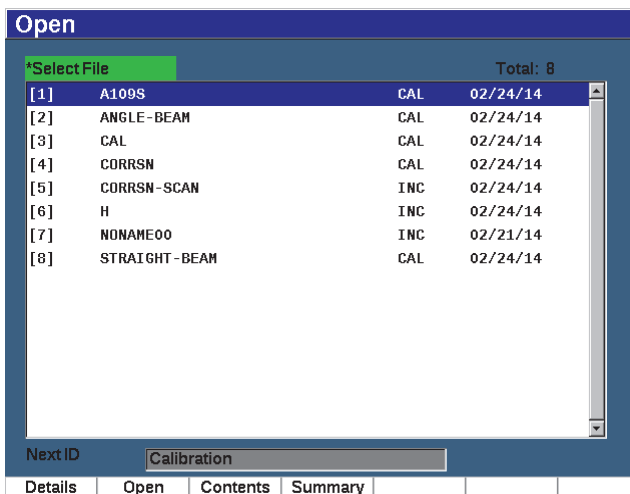 Open
*Select File Total: 8
[1] A109S CAL 02/24/14
[2] ANGLE-BEAM CAL 02/24/14
[3] CAL CAL 02/24/14
[4] CORRSN CAL 02/24/14
[5] CORRSN-SCAN INC 02/24/14
[6] H INC 02/24/14
[7] NONAME00 INC 02/21/14
[8] STRAIGHT-BEAM CAL 02/24/14
Next ID Calibration
Details Open Contents Summary